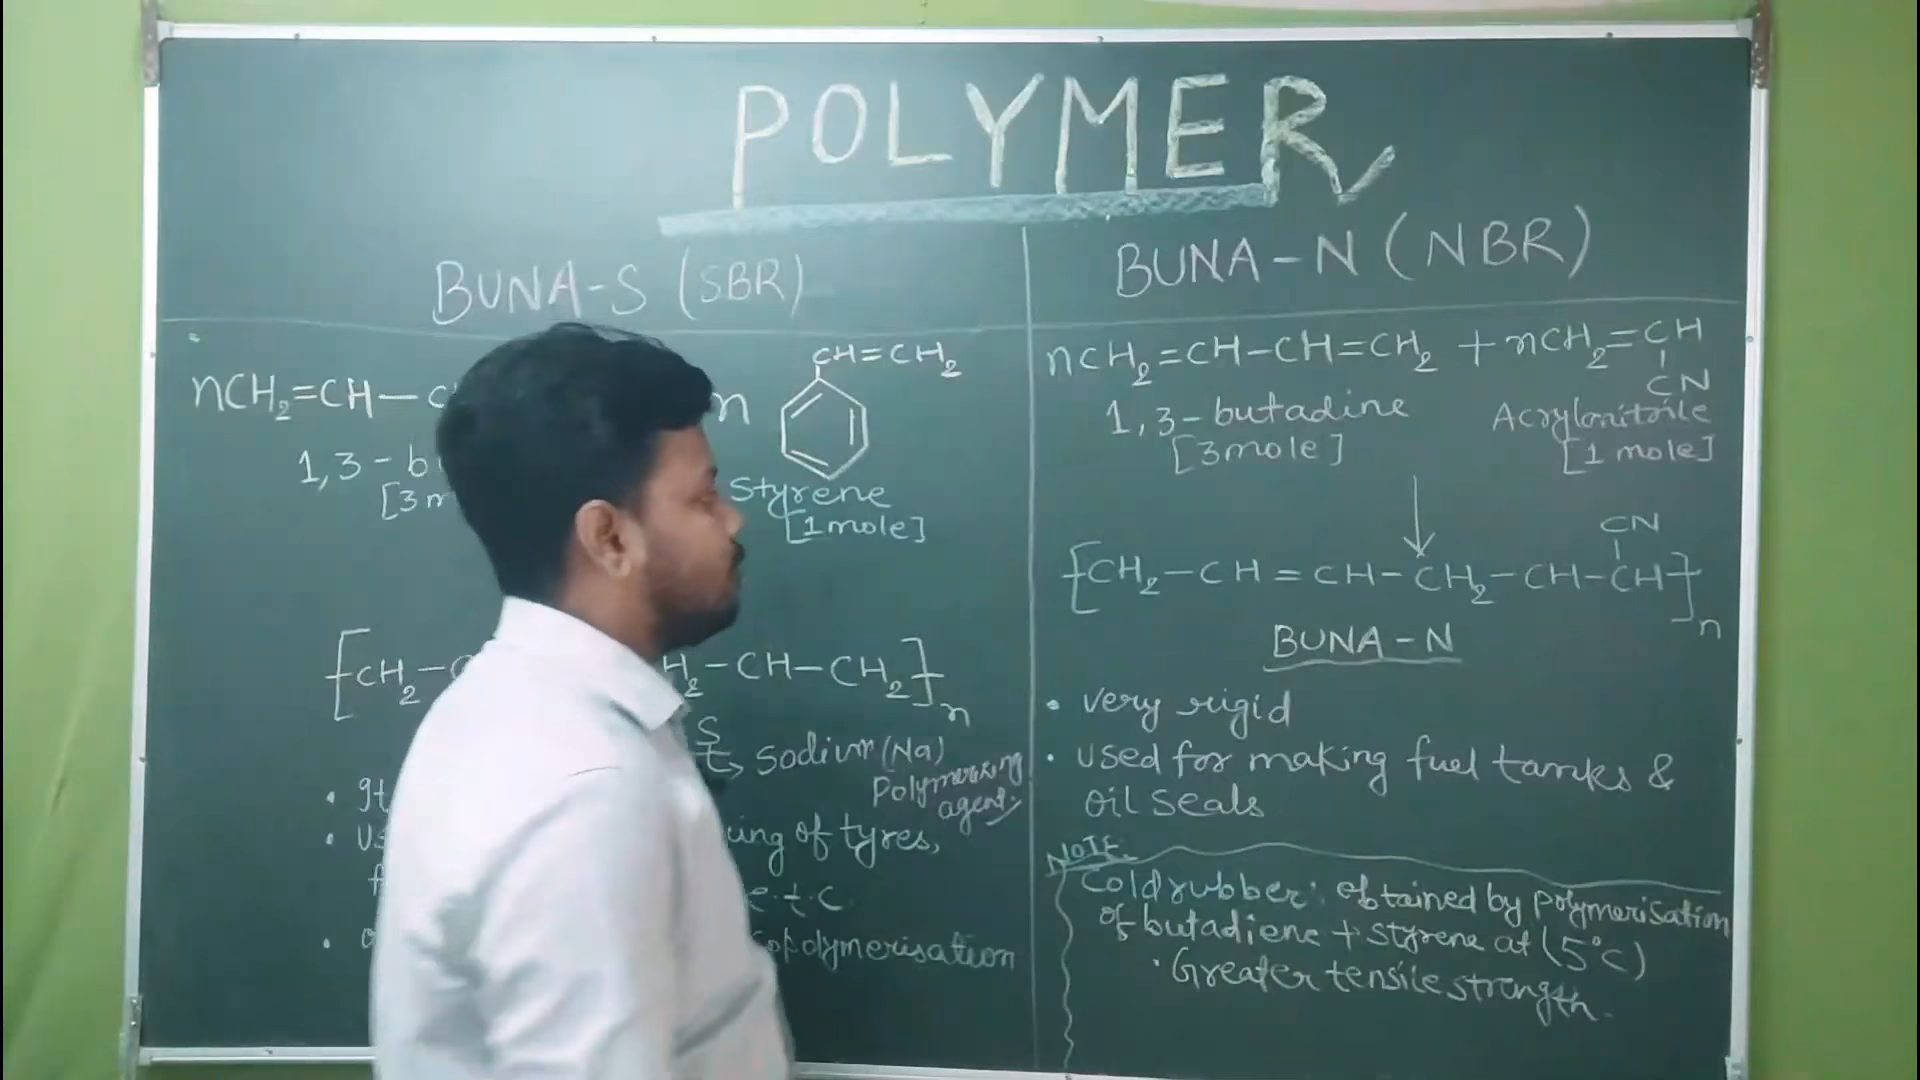 POLYMER
BUNA-S (SBR)
nCH2=CH-C
n
CH=CH2
1,3-b
[3m
Styrene
[1mole]
[CH2-C
H2-CH-CH2]n
S
Sodium (Na)
Polymerising
agent
• It
• Us
ing of tyres,
f
e.t.c.
•
Copolymerisation
BUNA-N (NBR)
nCH2=CH-CH=CH2 + nCH2=CH
CN
1,3-butadine
Acrylonitrile
[3mole]
[1 mole]
CN
[CH2-CH=CH-CH2-CH-CH]n
BUNA-N
• very rigid
• used for making fuel tanks &
oil seals
NOTE
Cold rubber: obtained by polymerisation
of butadiene + styrene at (5°C)
• Greater tensile strength.